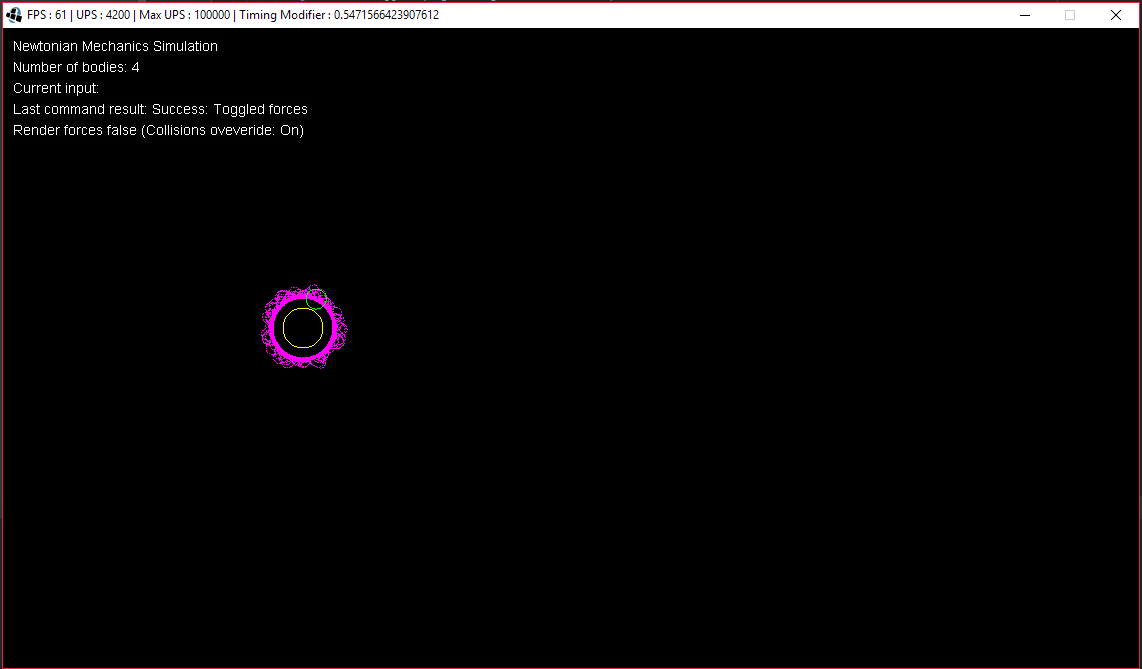 FPS : 61 | UPS : 4200 | Max UPS : 100000 | Timing Modifier : 0.5471566423907612
Newtonian Mechanics Simulation
Number of bodies: 4
Current input:
Last command result: Success: Toggled forces
Render forces false (Collisions oveveride: On)